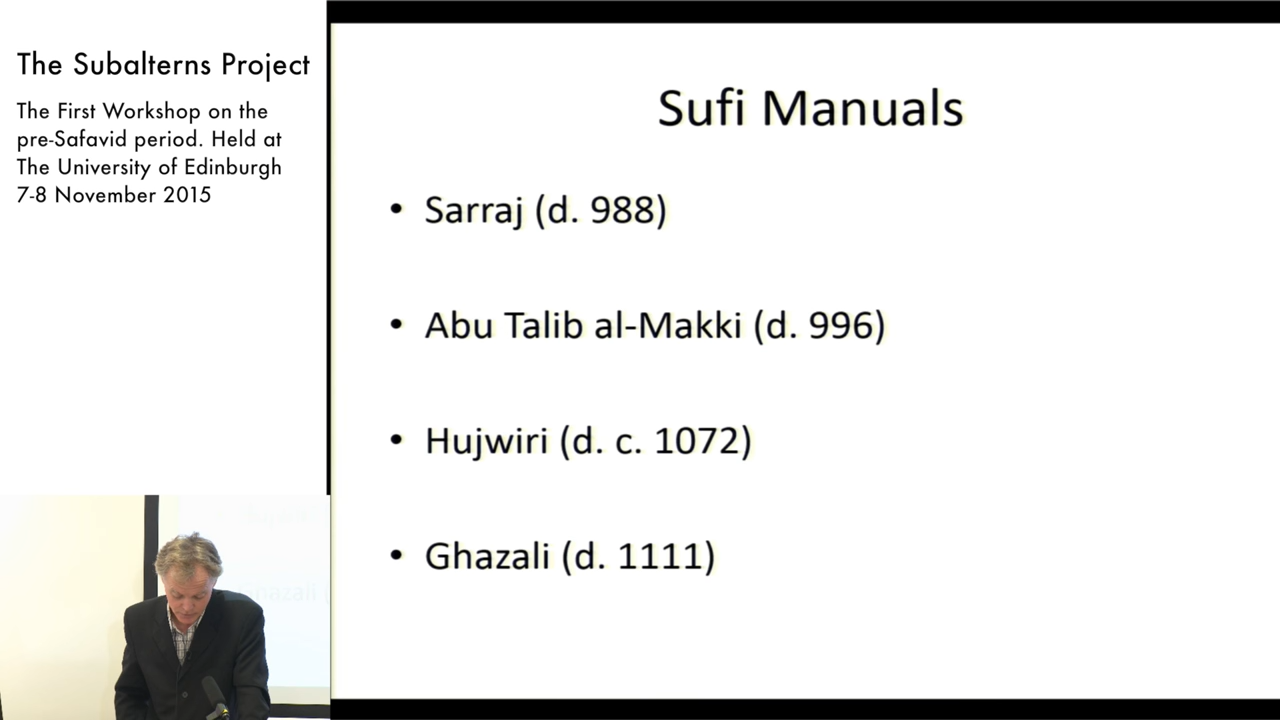 The Subalterns Project
The First Workshop on the
pre-Safavid period. Held at
The University of Edinburgh
7-8 November 2015
Sufi Manuals
• Sarraj (d. 988)
• Abu Talib al-Makki (d. 996)
• Hujwiri (d. c. 1072)
• Ghazali (d. 1111)
Ghazali (